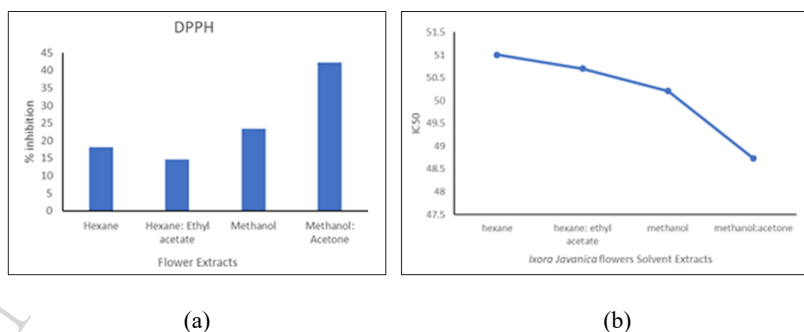 DPPH
45
40
35
30
25
20
15
10
5
0
% inhibition
Hexane
Hexane: Ethyl
acetate
Methanol
Methanol:
Acetone
Flower Extracts
(a)
51.5
51
50.5
50
49.5
49
48.5
48
47.5
IC50
hexane
hexane: ethyl
acetate
methanol
methanol:acetone
Ixora Javanica flowers Solvent Extracts
(b)